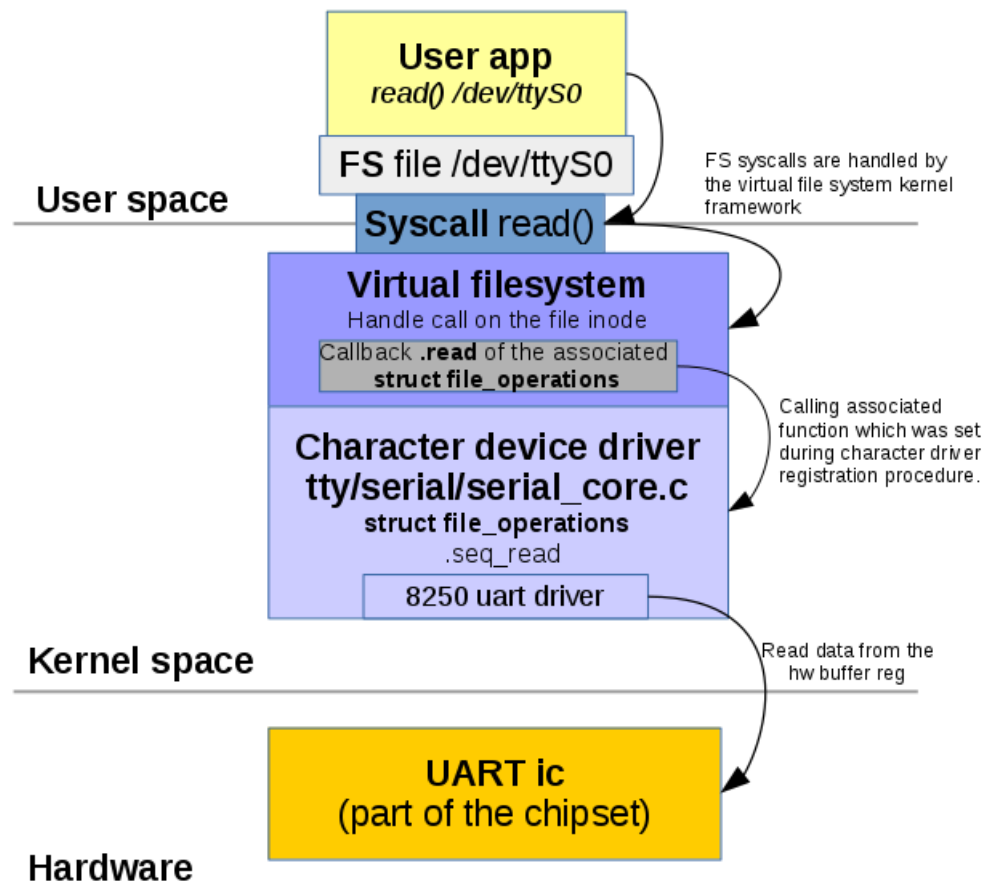 User app
read() /dev/ttyS0
FS file /dev/ttyS0
FS syscalls are handled by
the virtual file system kernel
framework
User space
Syscall read()
Virtual filesystem
Handle call on the file inode
Callback .read of the associated
struct file_operations
Calling associated
function which was set
during character driver
registration procedure.
Character device driver
tty/serial/serial_core.c
struct file_operations
.seq_read
8250 uart driver
Kernel space
Read data from the
hw buffer reg
UART ic
(part of the chipset)
Hardware